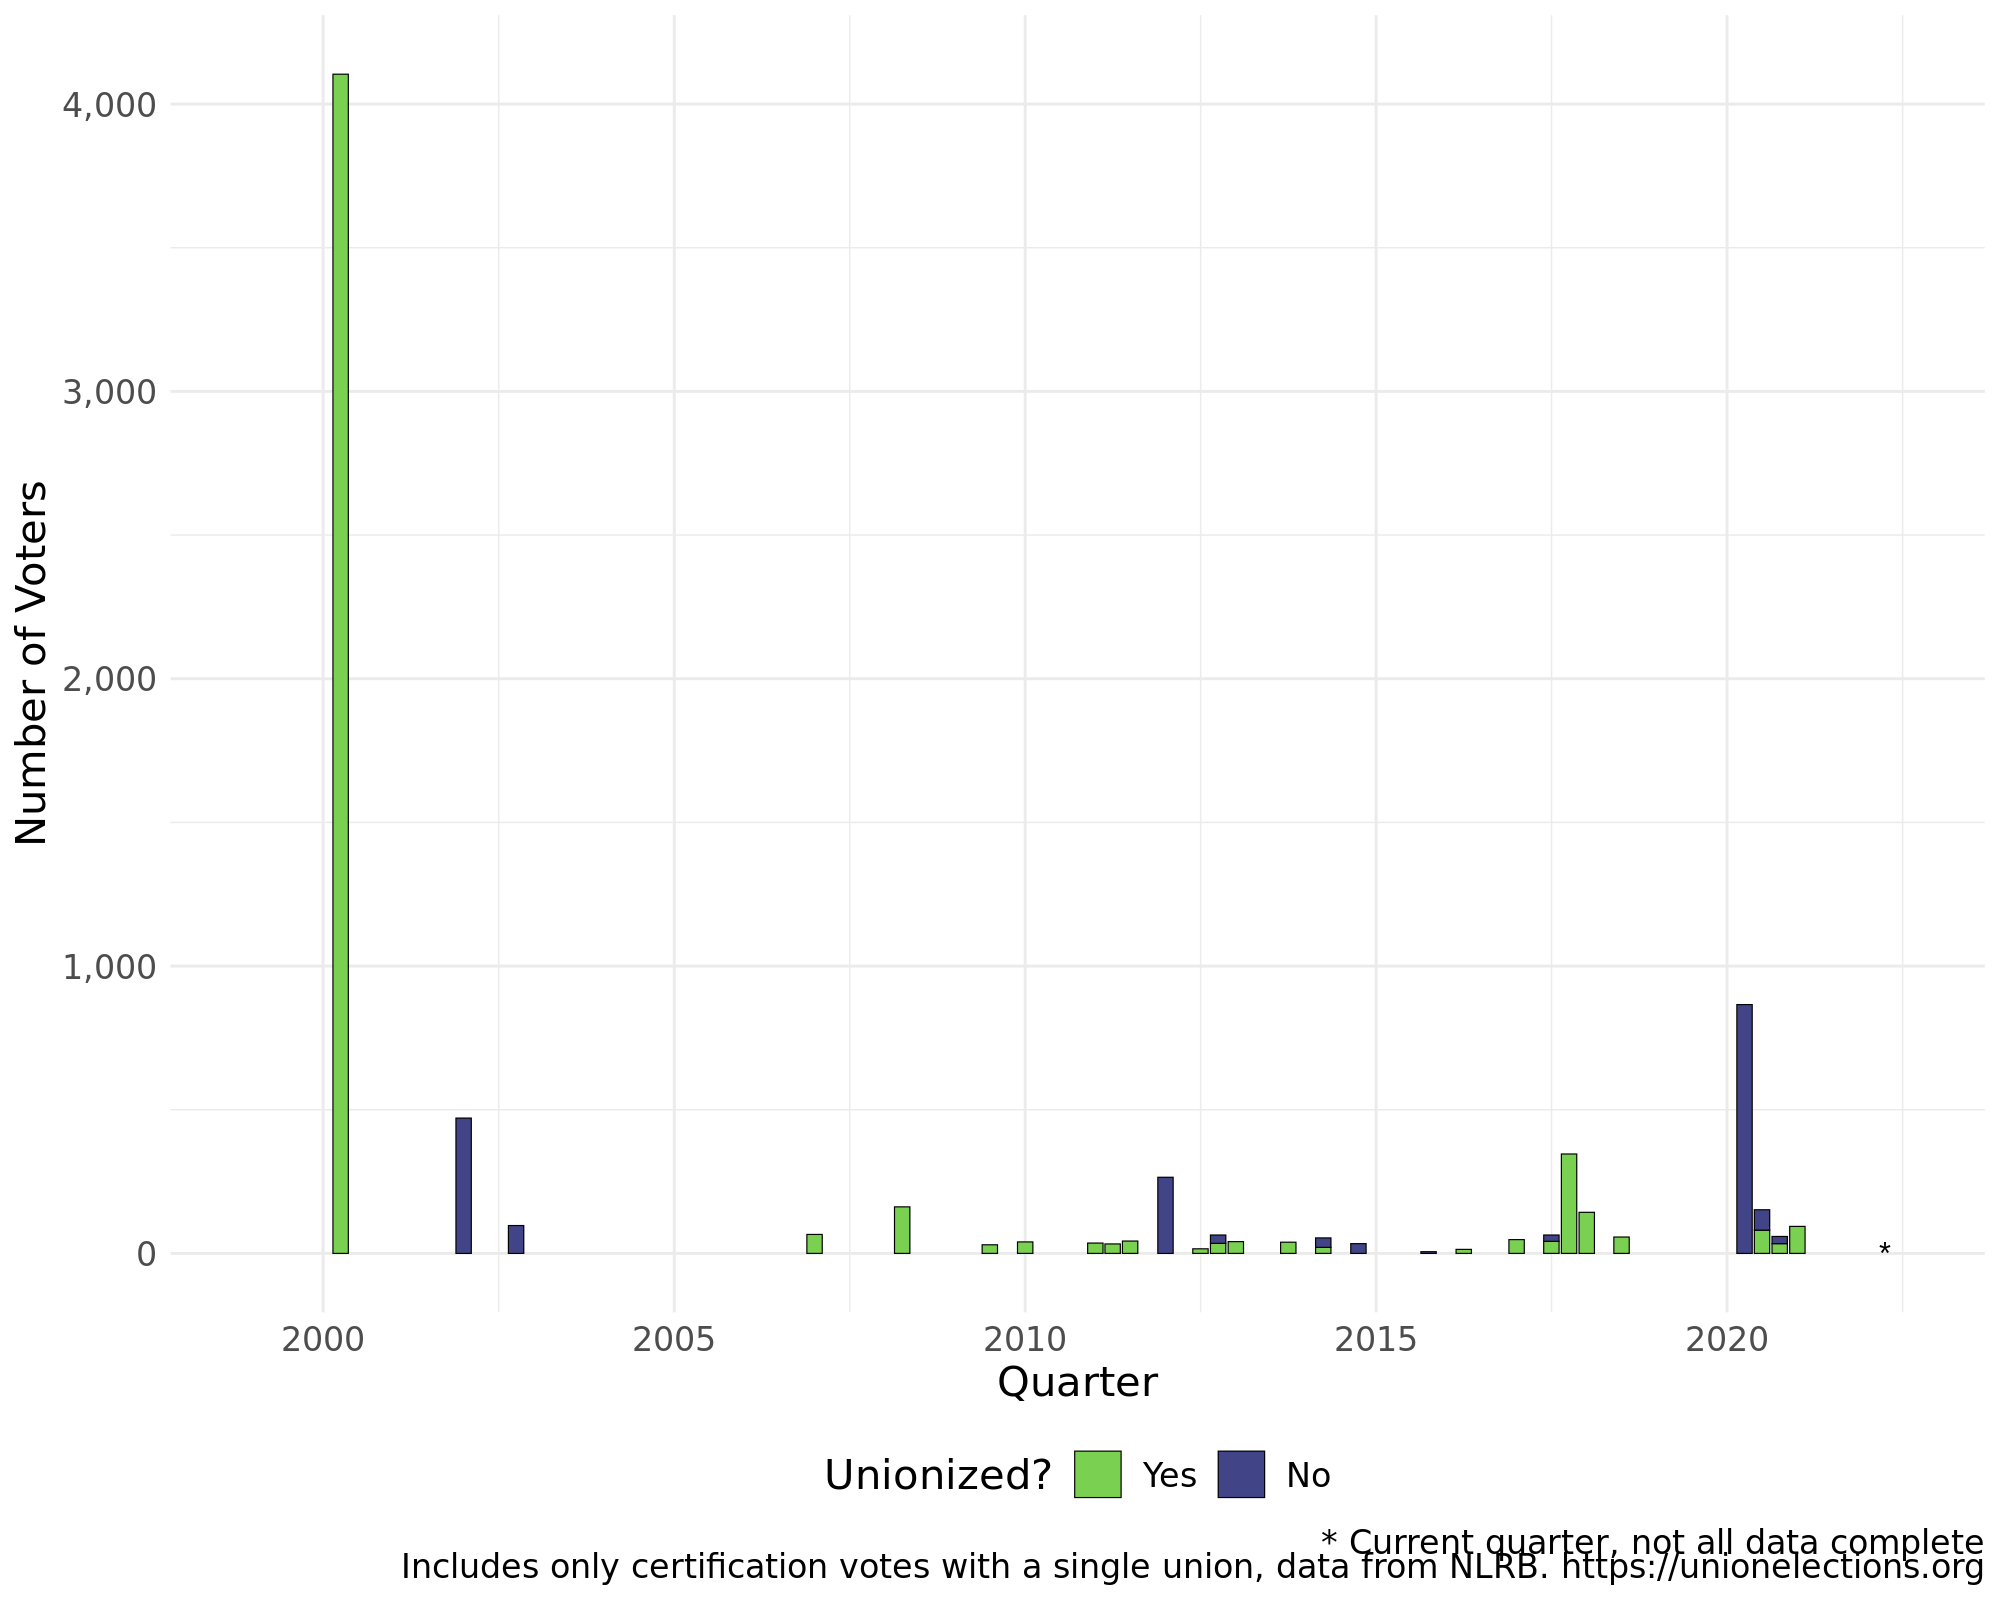 4,000
3,000
2,000
1,000
0
Number of Voters
*
2000 2005 2010 2015 2020
Quarter
Unionized? Yes No
* Current quarter, not all data complete
Includes only certification votes with a single union, data from NLRB. https://unionelections.org